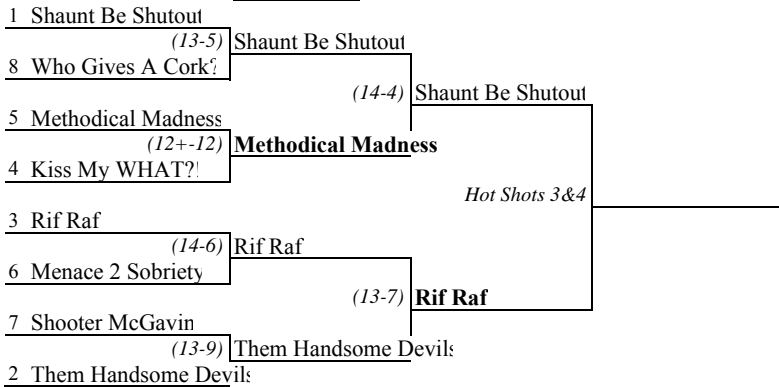 1 Shaunt Be Shutout
(13-5) Shaunt Be Shutout
8 Who Gives A Cork?
(14-4) Shaunt Be Shutout
5 Methodical Madness
(12+-12) Methodical Madness
4 Kiss My WHAT?!
Hot Shots 3&4
3 Rif Raf
(14-6) Rif Raf
6 Menace 2 Sobriety
(13-7) Rif Raf
7 Shooter McGavin
(13-9) Them Handsome Devils
2 Them Handsome Devils